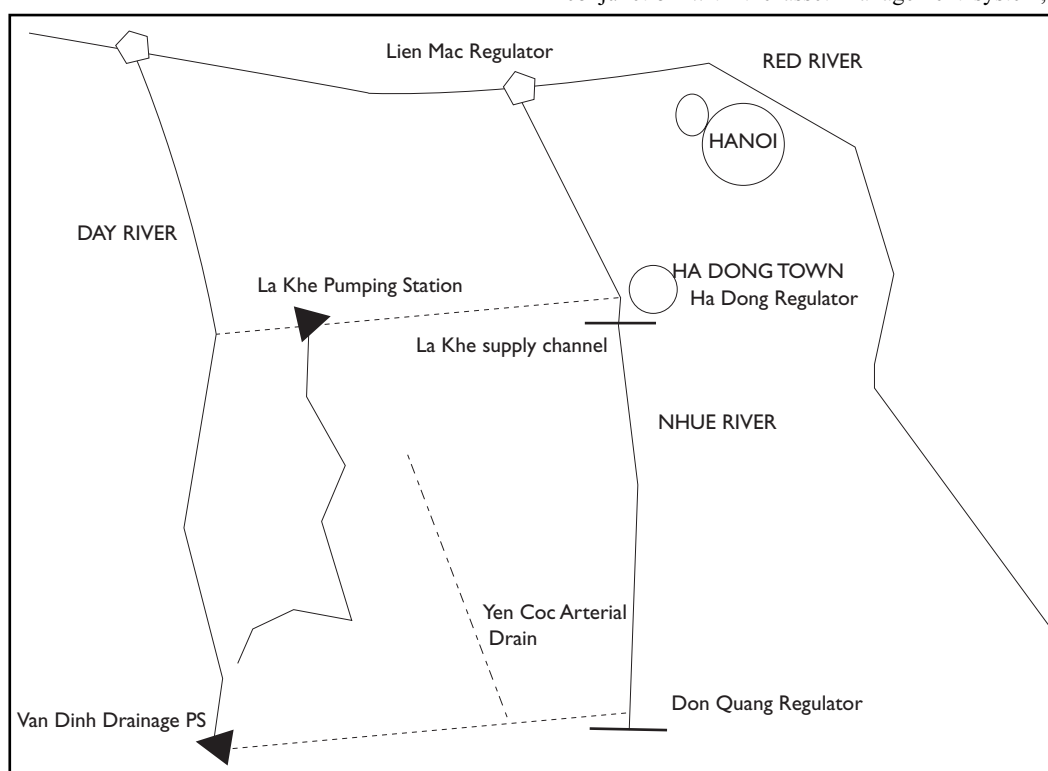 Lien Mac Regulator
RED RIVER
HANOI
DAY RIVER
HA DONG TOWN
Ha Dong Regulator
La Khe Pumping Station
La Khe supply channel
NHUE RIVER
Yen Coc Arterial
Drain
Don Quang Regulator
Van Dinh Drainage PS